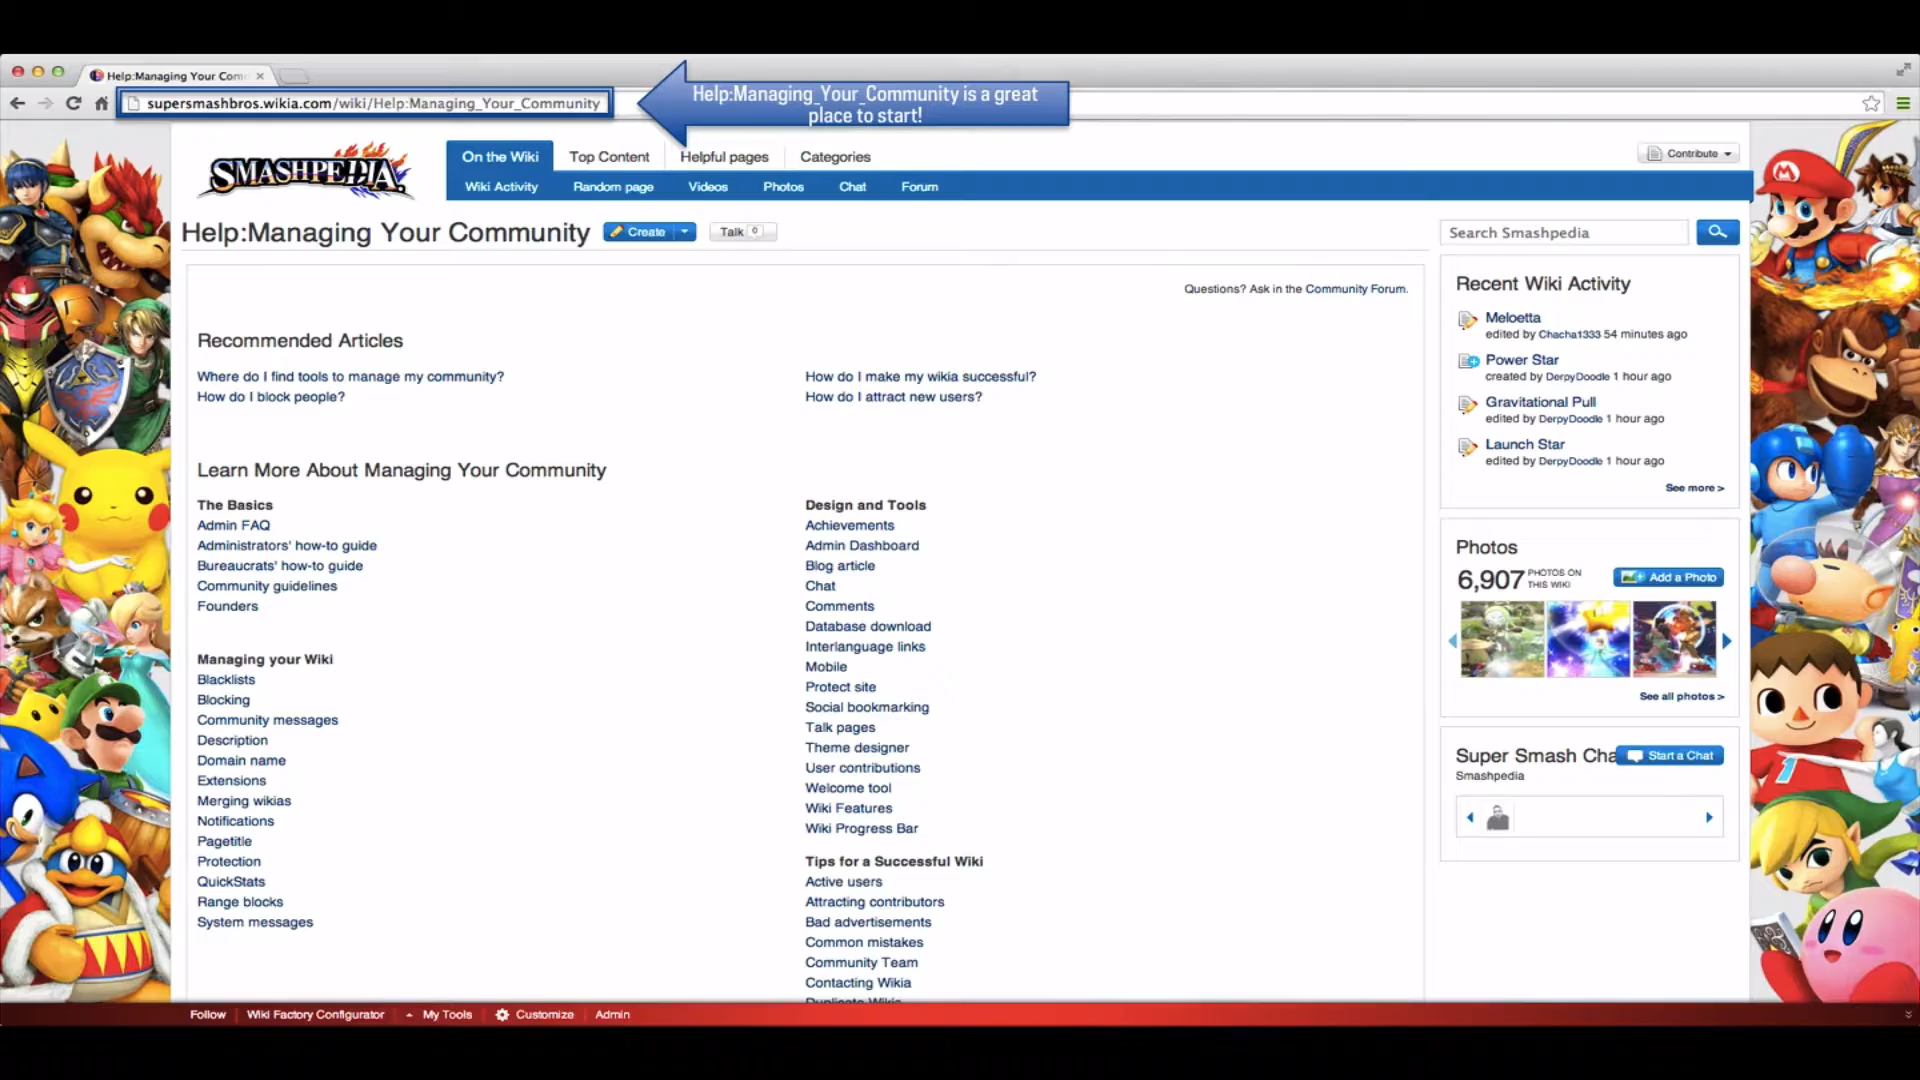 Help:Managing Your Com
supersmashbros.wikia.com/wiki/Help:Managing_Your_Community
Help:Managing_Your_Community is a great
place to start!
SMASHPEDIA
On the Wiki
Top Content
Helpful pages
Categories
Contribute
Wiki Activity
Random page
Videos
Photos
Chat
Forum
Help:Managing Your Community
Create
Talk 0
Search Smashpedia
Questions? Ask in the Community Forum.
Recommended Articles
Where do I find tools to manage my community?
How do I block people?
How do I make my wikia successful?
How do I attract new users?
Learn More About Managing Your Community
The Basics
Admin FAQ
Administrators' how-to guide
Bureaucrats' how-to guide
Community guidelines
Founders
Managing your Wiki
Blacklists
Blocking
Community messages
Description
Domain name
Extensions
Merging wikias
Notifications
Pagetitle
Protection
QuickStats
Range blocks
System messages
Design and Tools
Achievements
Admin Dashboard
Blog article
Chat
Comments
Database download
Interlanguage links
Mobile
Protect site
Social bookmarking
Talk pages
Theme designer
User contributions
Welcome tool
Wiki Features
Wiki Progress Bar
Tips for a Successful Wiki
Active users
Attracting contributors
Bad advertisements
Common mistakes
Community Team
Contacting Wikia
Recent Wiki Activity
Meloetta
edited by Chacha1333 54 minutes ago
Power Star
created by DerpyDoodle 1 hour ago
Gravitational Pull
edited by DerpyDoodle 1 hour ago
Launch Star
edited by DerpyDoodle 1 hour ago
See more >
Photos
6,907 PHOTOS ON
THIS WIKI
Add a Photo
See all photos >
Super Smash Cha
Start a Chat
Smashpedia
Follow
Wiki Factory Configurator
My Tools
Customize
Admin